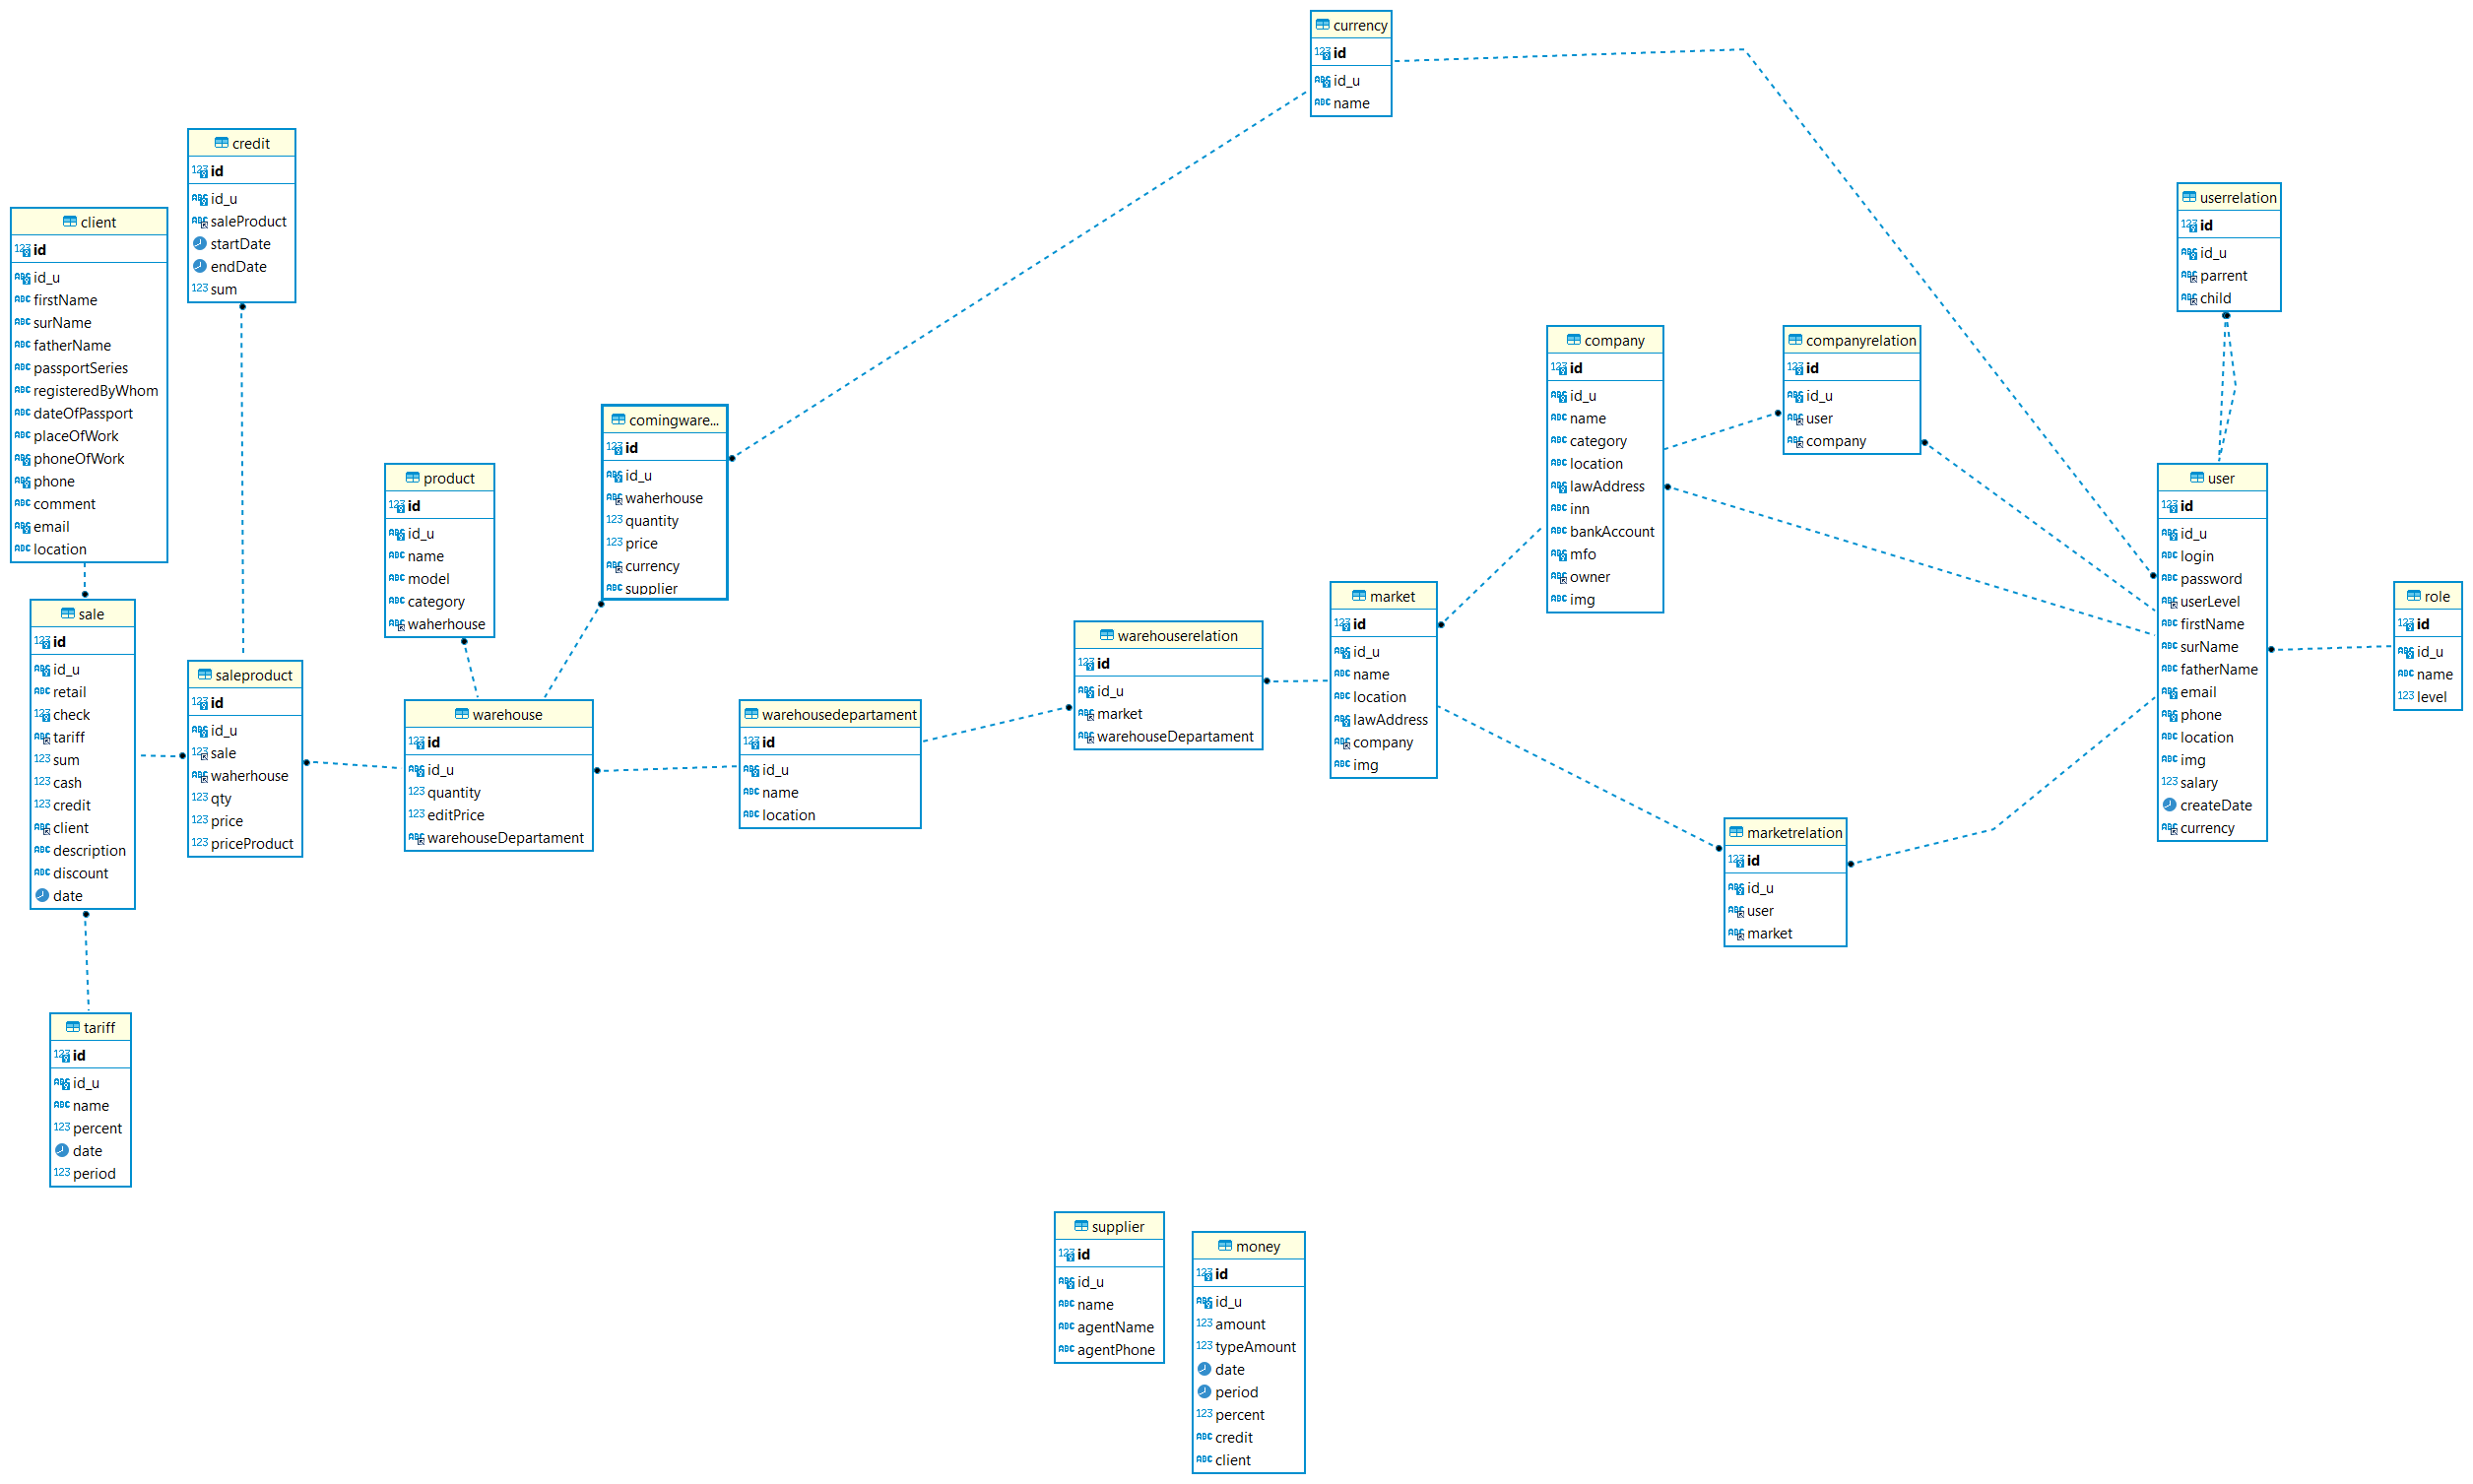 currency
id
id_u
name
credit
id
id_u
saleProduct
startDate
endDate
sum
client
id
id_u
firstName
surName
fatherName
passportSeries
registeredByWhom
dateOfPassport
placeOfWork
phoneOfWork
phone
comment
email
location
userrelation
id
id_u
parrent
child
company
id
id_u
name
category
location
lawAddress
inn
bankAccount
mfo
owner
img
companyrelation
id
id_u
user
company
comingware...
id
id_u
waherhouse
quantity
price
currency
supplier
product
id
id_u
name
model
category
waherhouse
user
id
id_u
login
password
userLevel
firstName
surName
fatherName
email
phone
location
img
salary
createDate
currency
role
id
id_u
name
level
market
id
id_u
name
location
lawAddress
company
img
sale
id
id_u
retail
check
tariff
sum
cash
credit
client
description
discount
date
warehouserelation
id
id_u
market
warehouseDepartament
saleproduct
id
id_u
sale
waherhouse
qty
price
priceProduct
warehouse
id
id_u
quantity
editPrice
warehouseDepartament
warehousedepartament
id
id_u
name
location
marketrelation
id
id_u
user
market
tariff
id
id_u
name
percent
date
period
supplier
id
id_u
name
agentName
agentPhone
money
id
id_u
amount
typeAmount
date
period
percent
credit
client